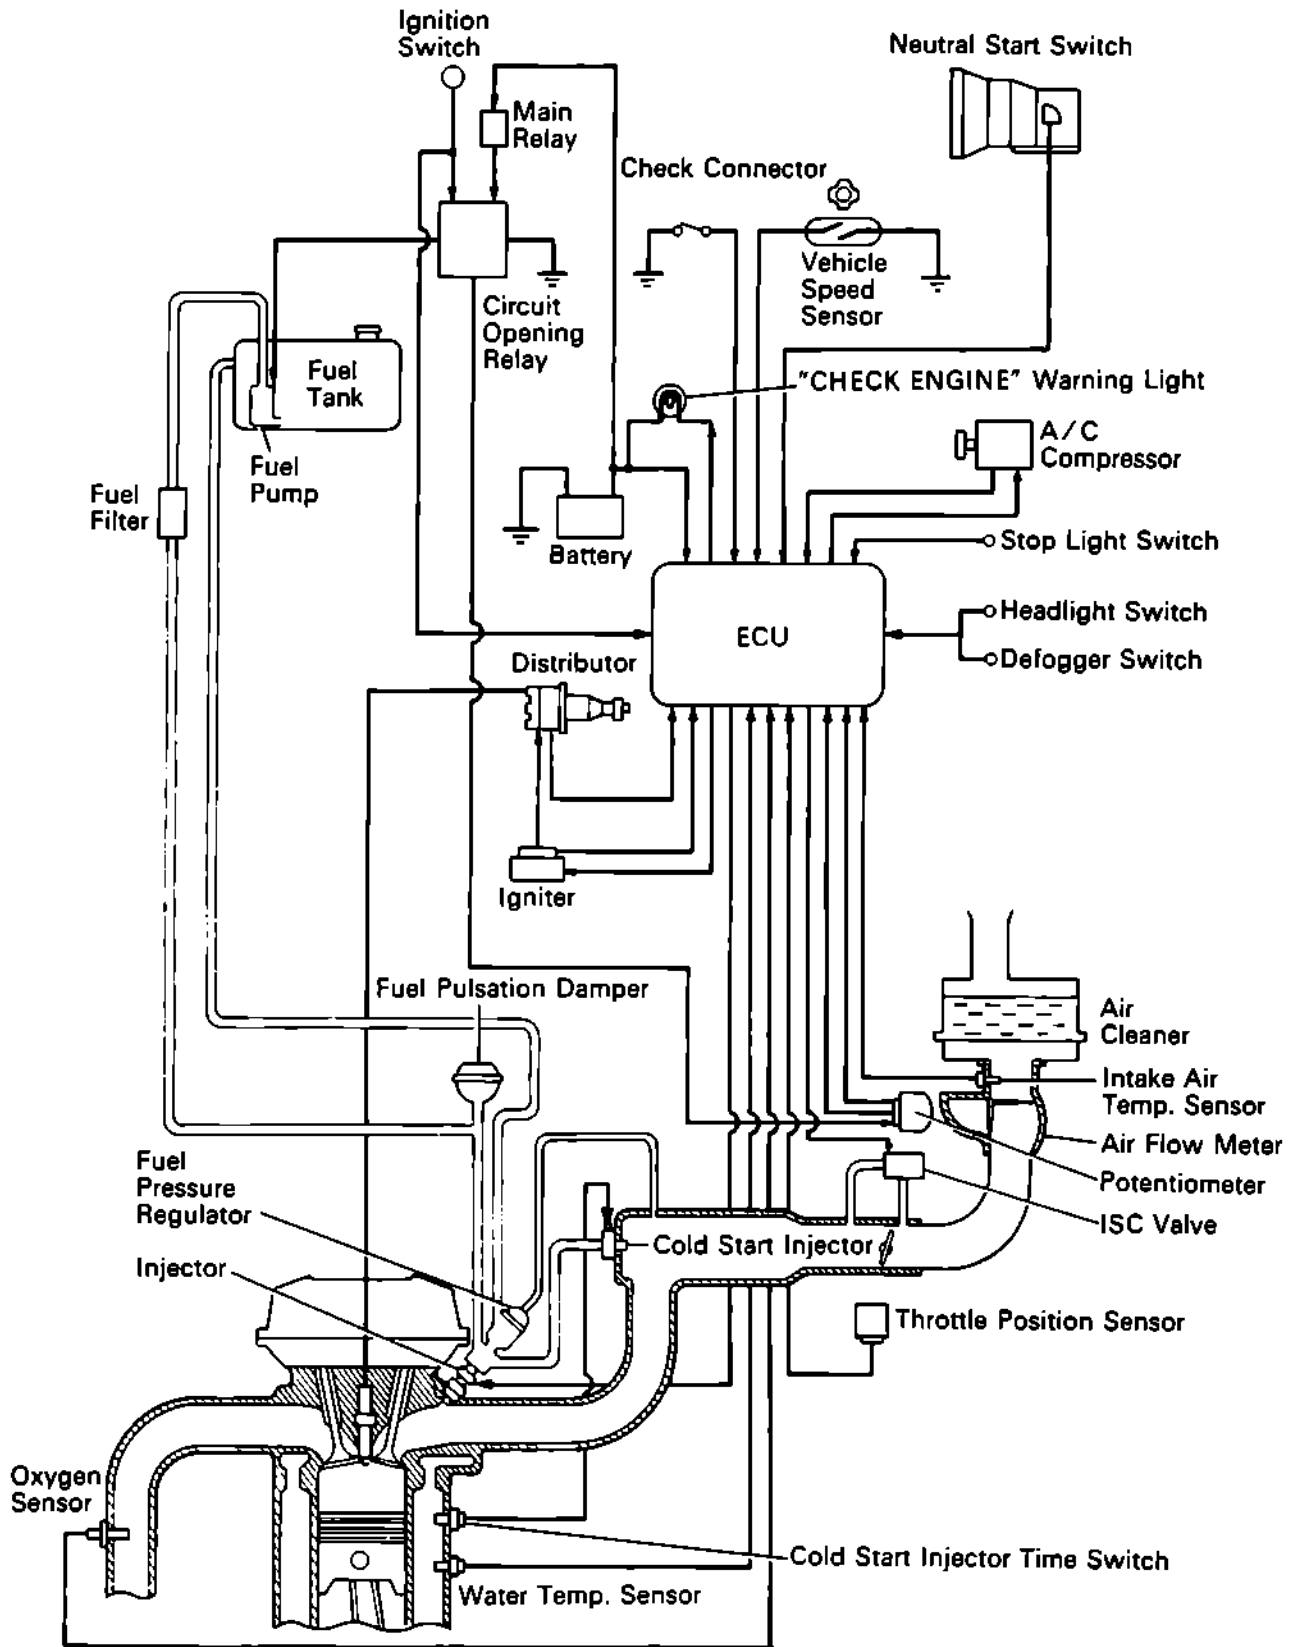 Ignition
Switch
Neutral Start Switch
Main
Relay
Check Connector
Vehicle
Speed
Sensor
Circuit
Opening
Relay
Fuel
Tank
"CHECK ENGINE" Warning Light
A/C
Compressor
Fuel
Pump
Fuel
Filter
Battery
Stop Light Switch
Headlight Switch
ECU
Defogger Switch
Distributor
Igniter
Fuel Pulsation Damper
Air
Cleaner
Intake Air
Temp. Sensor
Air Flow Meter
Fuel
Pressure
Regulator
Potentiometer
ISC Valve
Cold Start Injector
Injector
Throttle Position Sensor
Oxygen
Sensor
Cold Start Injector Time Switch
Water Temp. Sensor